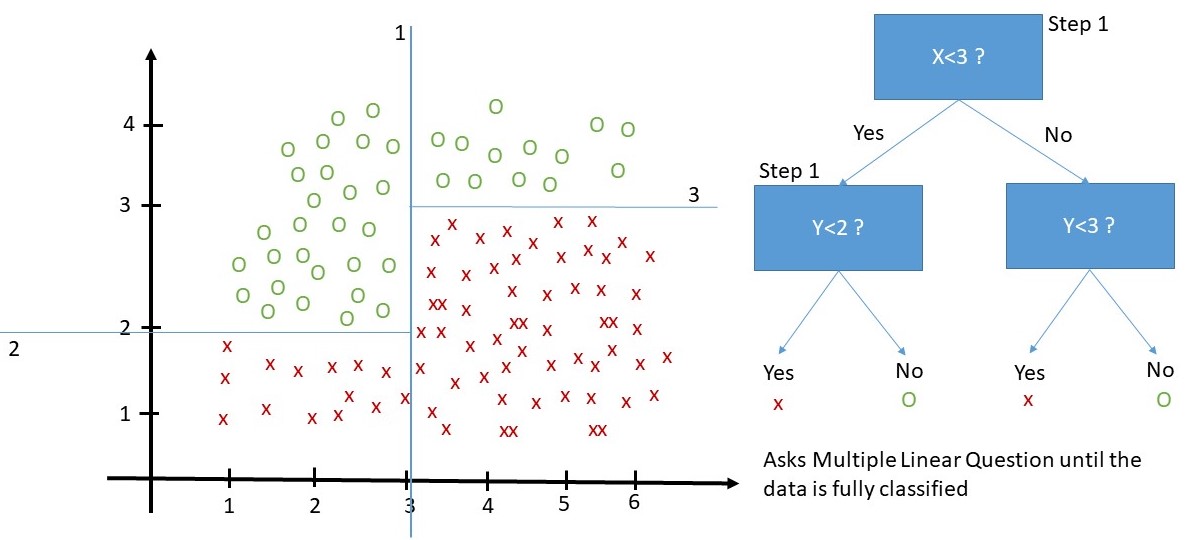 1
4
3
2
1
1
2
3
4
5
6
2
3
Step 1
X<3 ?
Yes
No
Step 1
Y<2 ?
Y<3 ?
Yes
No
Yes
No
x
O
x
O
Asks Multiple Linear Question until the
data is fully classified